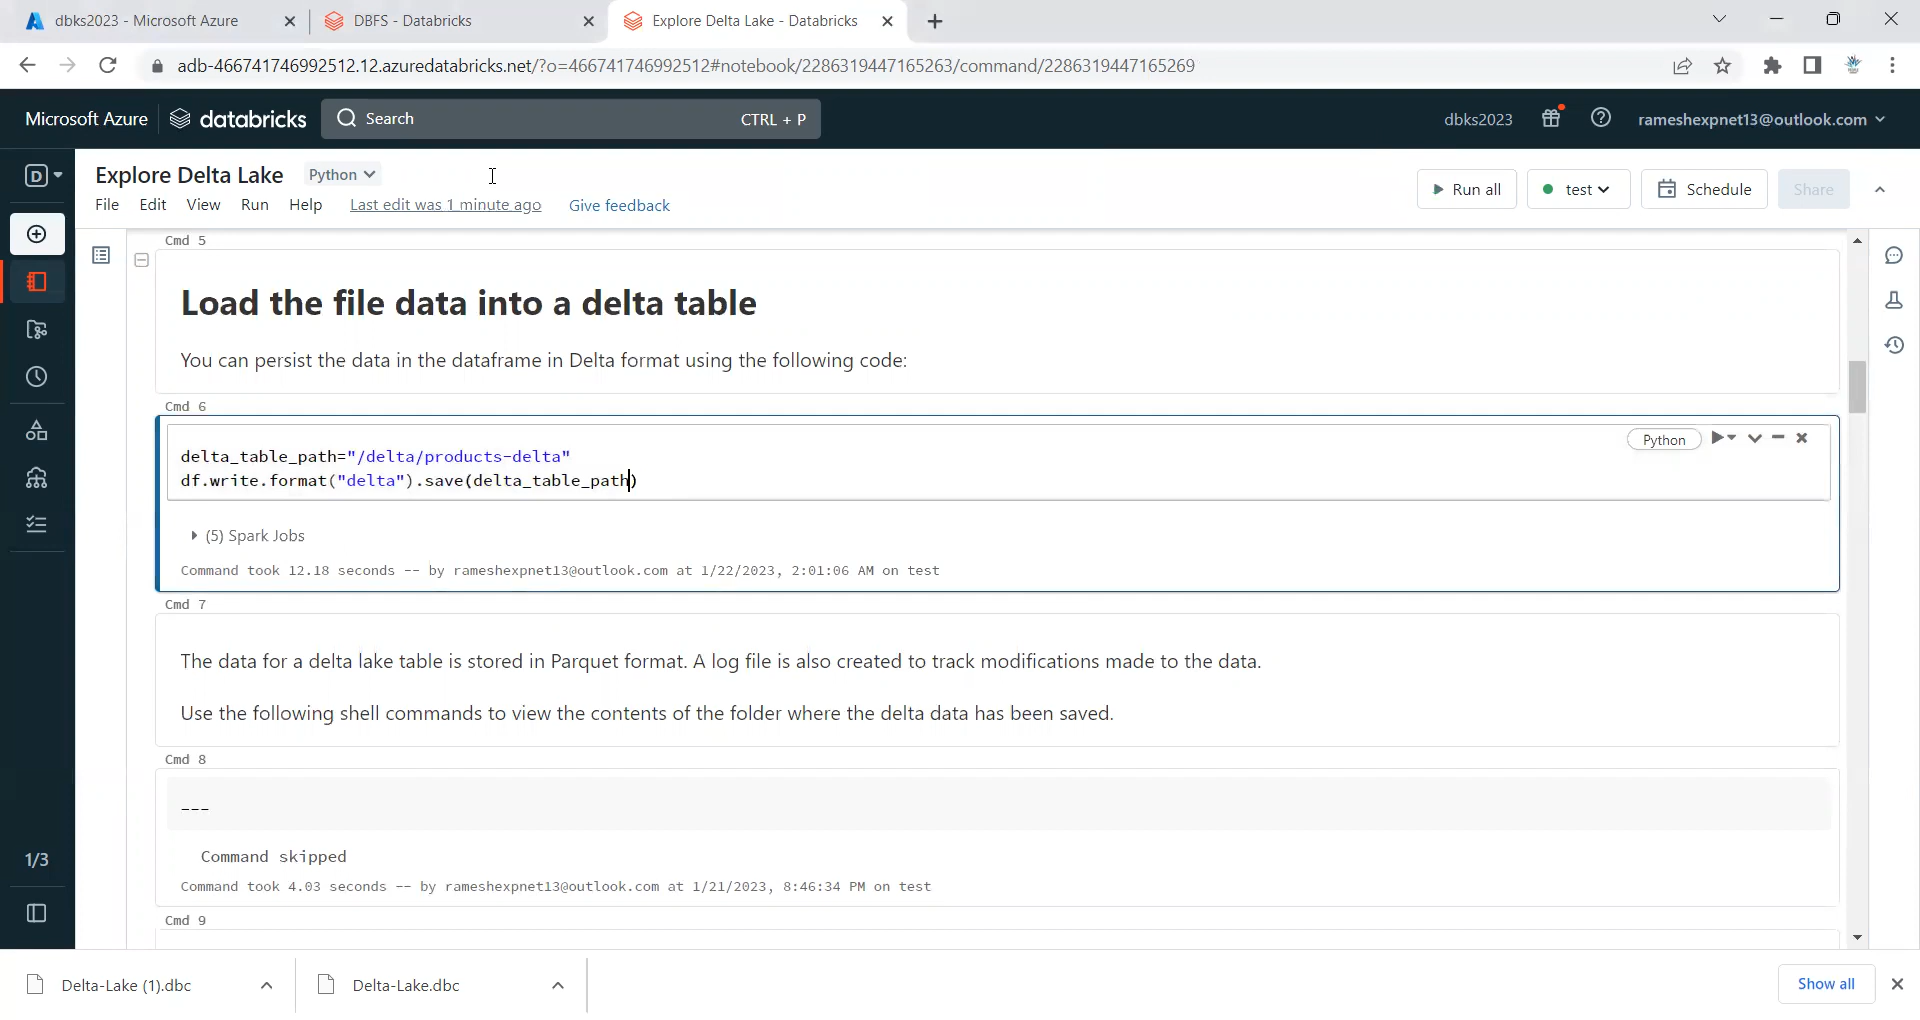 dbks2023 - Microsoft Azure
DBFS - Databricks
Explore Delta Lake - Databricks
adb-466741746992512.12.azuredatabricks.net/?o=466741746992512#notebook/2286319447165263/command/2286319447165269
Microsoft Azure
databricks
Search
CTRL + P
dbks2023
rameshexpnet13@outlook.com
D
Explore Delta Lake
Python
File
Edit
View
Run
Help
Last edit was 1 minute ago
Give feedback
Run all
test
Schedule
Share
Cmd 5
Load the file data into a delta table
You can persist the data in the dataframe in Delta format using the following code:
Cmd 6
Python
delta_table_path="/delta/products-delta"
df.write.format("delta").save(delta_table_path)
(5) Spark Jobs
Command took 12.18 seconds -- by rameshexpnet13@outlook.com at 1/22/2023, 2:01:06 AM on test
Cmd 7
The data for a delta lake table is stored in Parquet format. A log file is also created to track modifications made to the data.
Use the following shell commands to view the contents of the folder where the delta data has been saved.
Cmd 8
---
Command skipped
Command took 4.03 seconds -- by rameshexpnet13@outlook.com at 1/21/2023, 8:46:34 PM on test
Cmd 9
1/3
Delta-Lake (1).dbc
Delta-Lake.dbc
Show all